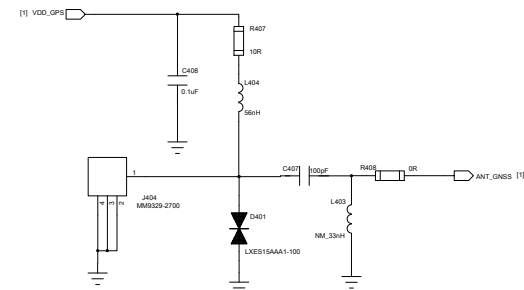 [1] VDD_GPS
R407
10R
C408
0.1uF
L404
56nH
C407 100pF
R408 0R
ANT_GNSS [1]
1
4 3 2
J404
MM9329-2700
D401
LXES15AAA1-100
L403
NM_33nH